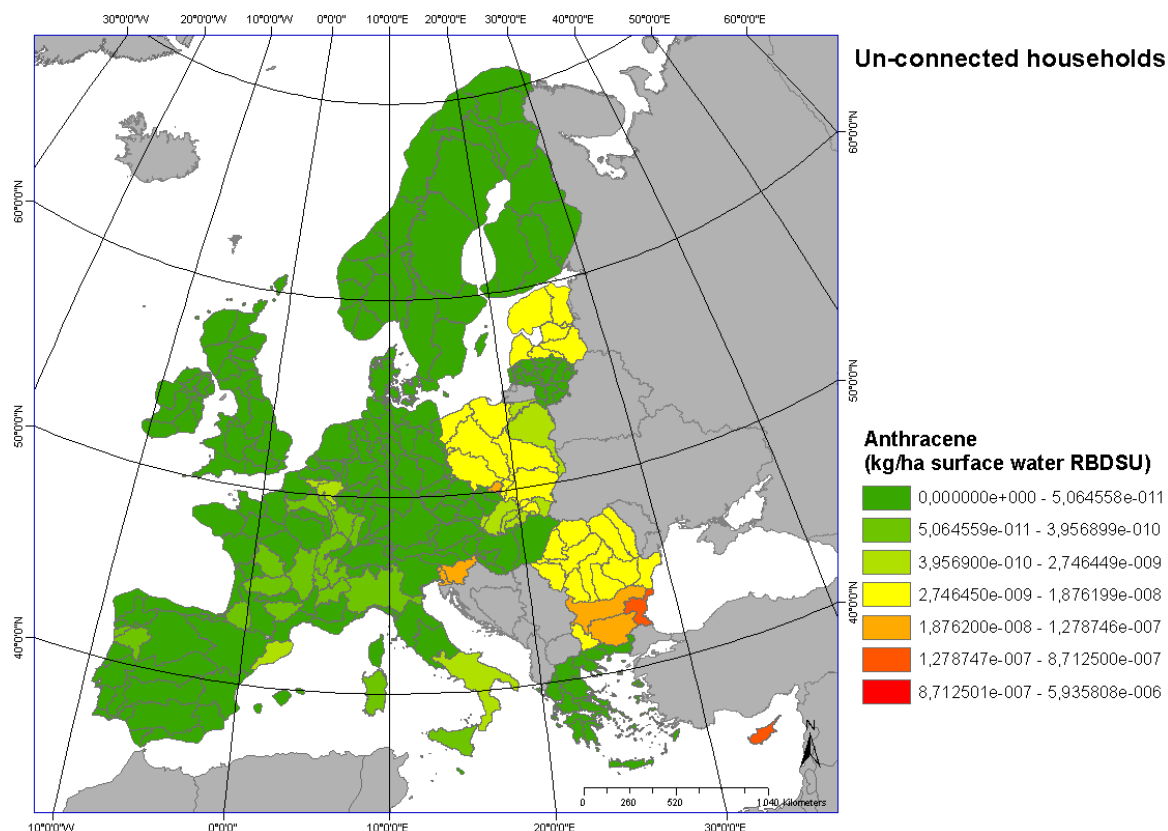 30°0'0"W 20°0'0"W 10°0'0"W 0°0'0" 10°0'0"E 20°0'0"E 30°0'0"E 40°0'0"E 50°0'0"E 60°0'0"E
Un-connected households
60°0'0"N
60°0'0"N
50°0'0"N
50°0'0"N
40°0'0"N
40°0'0"N
Anthracene
(kg/ha surface water RBDSU)
0,000000e+000 - 5,064558e-011
5,064559e-011 - 3,956899e-010
3,956900e-010 - 2,746449e-009
2,746450e-009 - 1,876199e-008
1,876200e-008 - 1,278746e-007
1,278747e-007 - 8,712500e-007
8,712501e-007 - 5,935808e-006
N
0 260 520 1 040 Kilometers
10°0'0"W 0°0'0" 10°0'0"E 20°0'0"E 30°0'0"E